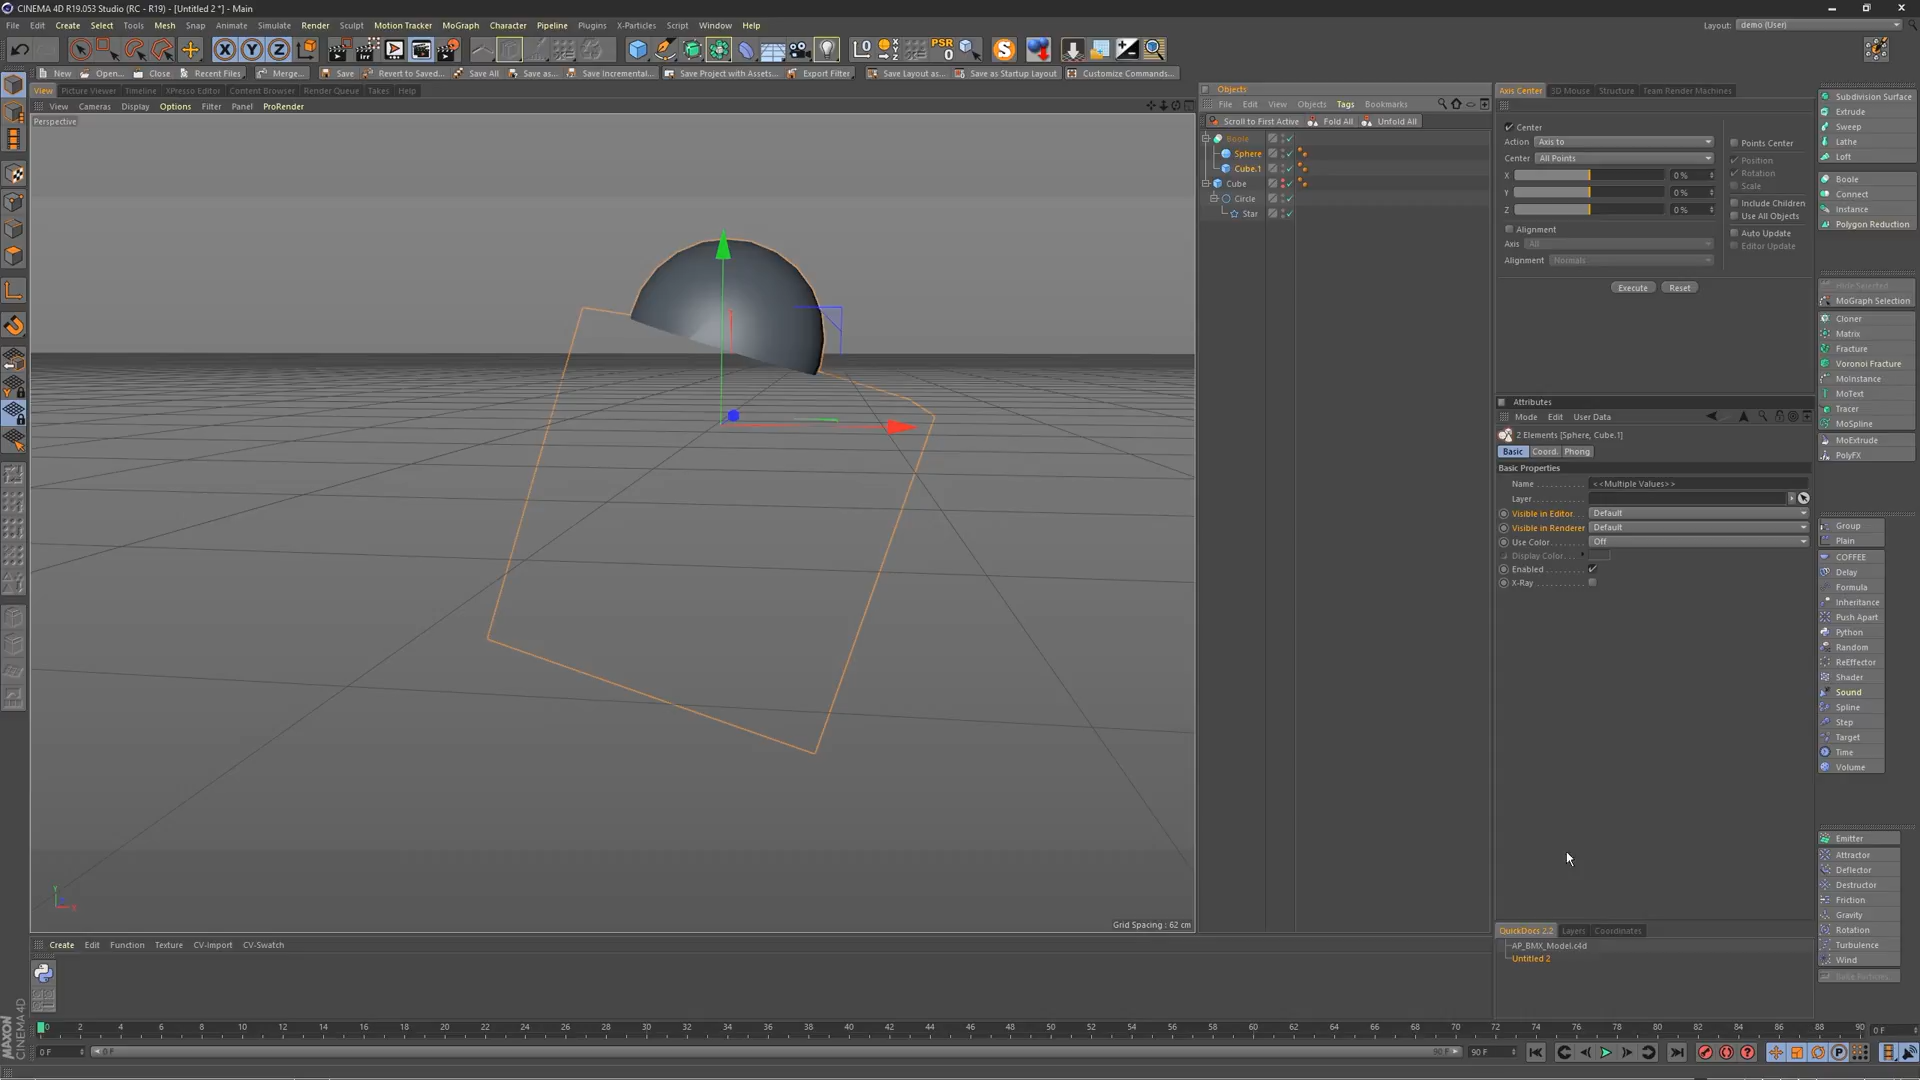 CINEMA 4D R19.053 Studio (RC - R19) - [Untitled 2 *] - Main
File Edit Create Select Tools Mesh Snap Animate Simulate Render Sculpt Motion Tracker MoGraph Character Pipeline Plugins X-Particles Script Window Help
Layout: demo (User)
X Y Z PSR 0
New Open... Close Recent Files Merge... Save Revert to Saved... Save All Save as... Save Incremental... Save Project with Assets... Export Filter Save Layout as... Save as Startup Layout Customize Commands...
View Picture Viewer Timeline XPresso Editor Content Browser Render Queue Takes Help
View Cameras Display Options Filter Panel ProRender
Perspective
Grid Spacing : 62 cm
Objects
File Edit View Objects Tags Bookmarks
Scroll to First Active Fold All Unfold All
Boole
Sphere
Cube.1
Cube
Circle
Star
Axis Center 3D Mouse Structure Team Render Machines
Center
Action Axis to
Center All Points
X 0 %
Y 0 %
Z 0 %
Alignment
Axis All
Alignment Normals
Points Center
Position
Rotation
Scale
Include Children
Use All Objects
Auto Update
Editor Update
Execute Reset
Attributes
Mode Edit User Data
2 Elements [Sphere, Cube.1]
Basic Coord. Phong
Basic Properties
Name <<Multiple Values>>
Layer
Visible in Editor Default
Visible in Renderer Default
Use Color Off
Display Color
Enabled
X-Ray
QuickDocs 2.2 Layers Coordinates
AP_BMX_Model.c4d
Untitled 2
Subdivision Surface
Extrude
Sweep
Lathe
Loft
Boole
Connect
Instance
Polygon Reduction
Hide Selected
MoGraph Selection
Cloner
Matrix
Fracture
Voronoi Fracture
MoInstance
MoText
Tracer
MoSpline
MoExtrude
PolyFX
Group
Plain
COFFEE
Delay
Formula
Inheritance
Push Apart
Python
Random
ReEffector
Shader
Sound
Spline
Step
Target
Time
Volume
Emitter
Attractor
Deflector
Destructor
Friction
Gravity
Rotation
Turbulence
Wind
Create Edit Function Texture CV-Import CV-Swatch
0 2 4 6 8 10 12 14 16 18 20 22 24 26 28 30 32 34 36 38 40 42 44 46 48 50 52 54 56 58 60 62 64 66 68 70 72 74 76 78 80 82 84 86 88 90 0 F
0 F 0 F 90 F 90 F
MAXON CINEMA 4D